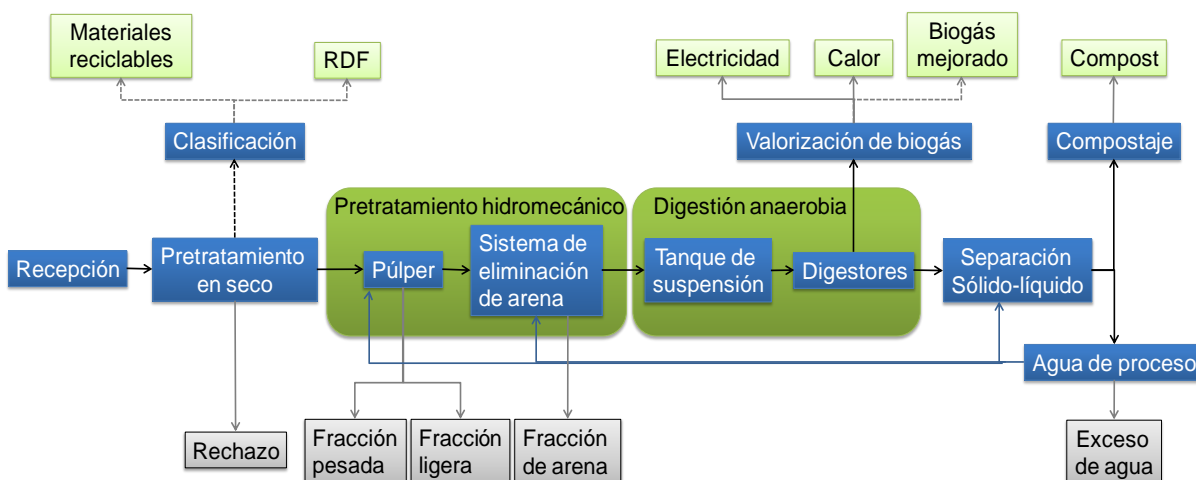 Materiales
reciclables
RDF
Electricidad
Calor
Biogás
mejorado
Compost
Clasificación
Valorización de biogás
Compostaje
Pretratamiento hidromecánico
Digestión anaerobia
Recepción
Pretratamiento
en seco
Púlper
Sistema de
eliminación
de arena
Tanque de
suspensión
Digestores
Separación
Sólido-líquido
Agua de proceso
Rechazo
Fracción
pesada
Fracción
ligera
Fracción
de arena
Exceso
de agua